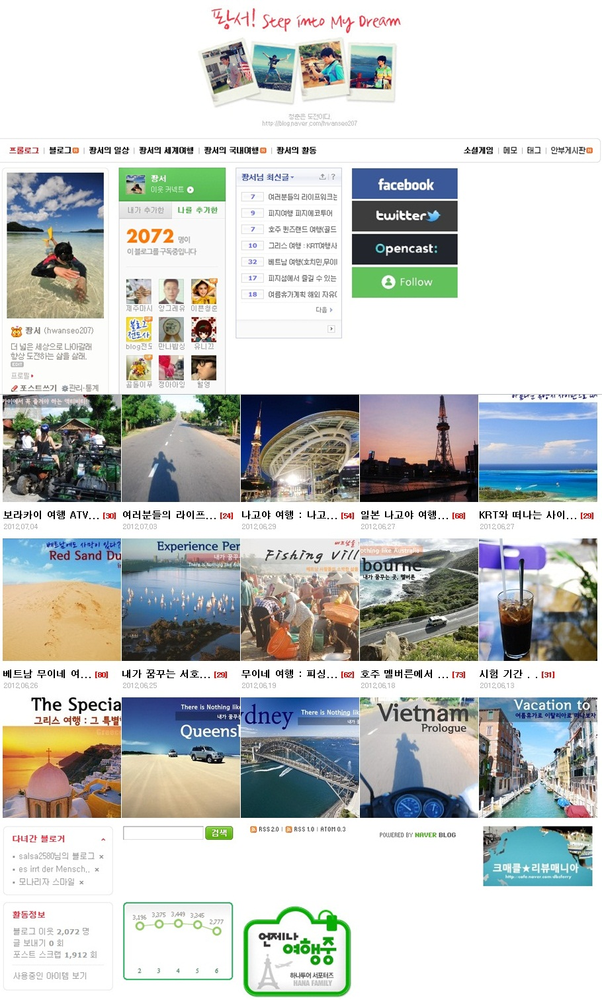 퐝서! Step into My Dream
청춘은 도전이다.
http://blog.naver.com/hwanseo207
프롤로그 | 블로그 | 퐝서의 일상 | 퐝서의 세계여행 | 퐝서의 국내여행 | 퐝서의 활동
소셜게임 | 메모 | 태그 | 안부게시판
퐝서 (hwanseo207)
더 넓은 세상으로 나아갈래
항상 도전하는 삶을 살래.
EDIT
프로필
포스트쓰기 관리·통계
퐝서
이웃 커넥트
내가 추가한 나를 추가한
2072 명이
이 블로그를 구독중입니다
제주마시 앙그레유 이쁜청춘
blog전도 만나밥상 유니끄
곰돌이푸 정아아잉 월영
퐝서님 최신글
7 여러분들의 라이프워크는
9 피지여행 피지에코투어
7 호주 퀸즈랜드 여행(골드
10 그리스 여행 : KRT여행사
32 베트남 여행(호치민,무이네
17 피지섬에서 즐길 수 있는
18 여름휴가계획 해외 자유여
다음
facebook
twitter
Opencast:
Follow
카이에서 꼭 즐겨야 하는 액티비티!
보라카이 여행 ATV... [30]
2012.07.04
여러분들의 라이프... [24]
2012.07.03
나고야 여행 : 나고... [54]
2012.06.29
일본 나고야 여행... [68]
2012.06.27
KRT와 떠나는 사이... [29]
2012.06.27
베트남에도 사막이 있다?
Red Sand Du
베트남 무이네 여... [80]
2012.06.26
Experience Per
내가 꿈꾸는
There is Nothing like Aus
내가 꿈꾸는 서호... [29]
2012.06.25
Fishing Vill
베트남 사람들의 소박한 삶을
무이네 여행 : 피싱... [62]
2012.06.19
othing like Australia
bourne
내가 꿈꾸는 곳, 멜버른
호주 멜버른에서 ... [73]
2012.06.18
시험 기간 . . [31]
2012.06.13
The Specia
그리스 여행 : 그 특별함
There is Nothing lik
내가 꿈꾸
Queensl
dney
There is Nothing lik
내가 꿈
Vietnam
Prologue
Vacation to
여름휴가로 이탈리아로 떠나보자
다녀간 블로거
salsa2580님의 블로그
es irrt der Mensch..
모나리자 스마일
검색
RSS 2.0 | RSS 1.0 | ATOM 0.3
POWERED BY NAVER BLOG
크매클★리뷰매니아
http://cafe.naver.com/dbsferry
활동정보
블로그 이웃 2,072 명
글 보내기 0 회
포스트 스크랩 1,912 회
사용중인 아이템 보기
3,196 3,375 3,449 3,345 2,777
2 3 4 5 6
언제나
여행중
하나투어 서포터즈
HANA FAMILY